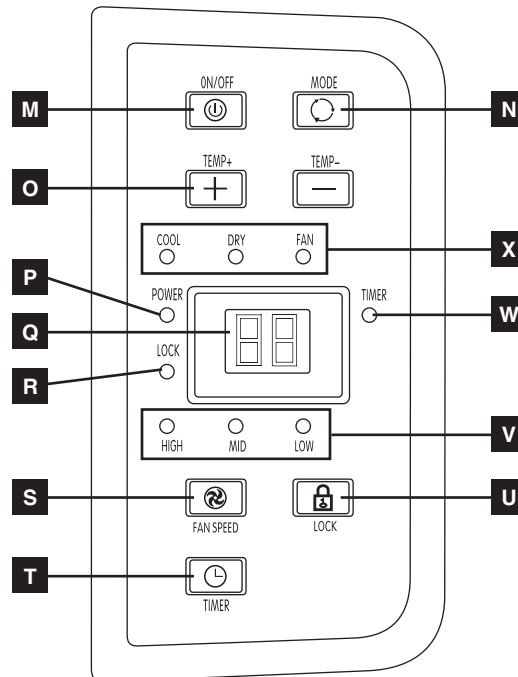 ON/OFF MODE
M N
TEMP+ TEMP-
O
COOL DRY FAN
X
P
POWER TIMER
W
Q
LOCK
R
HIGH MID LOW
V
S U
FAN SPEED LOCK
T
TIMER